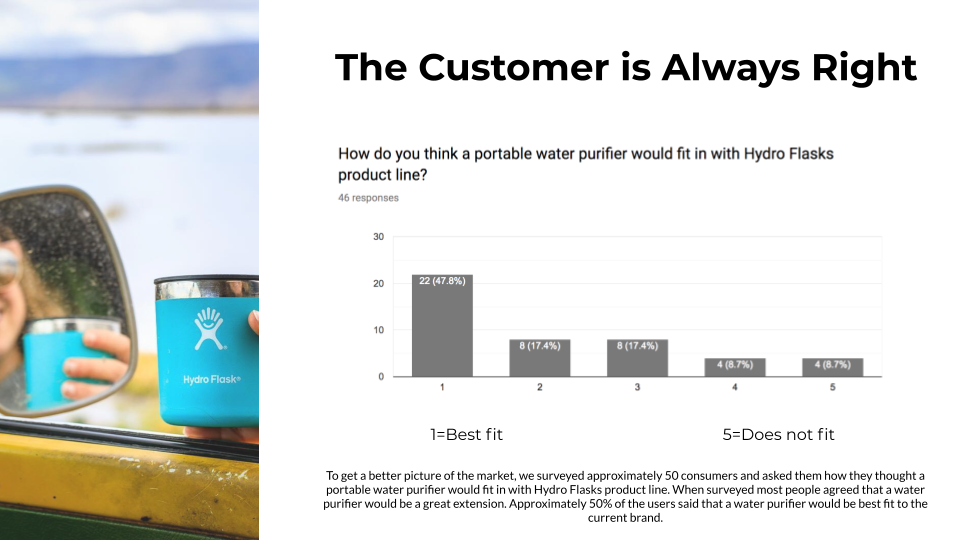 The Customer is Always Right
How do you think a portable water purifier would fit in with Hydro Flasks
product line?
46 responses
30
20
10
0
22 (47.8%)
8 (17.4%)
8 (17.4%)
4 (8.7%)
4 (8.7%)
1
2
3
4
5
1=Best fit
5=Does not fit
To get a better picture of the market, we surveyed approximately 50 consumers and asked them how they thought a
portable water purifier would fit in with Hydro Flasks product line. When surveyed most people agreed that a water
purifier would be a great extension. Approximately 50% of the users said that a water purifier would be best fit to the
current brand.
Hydro Flask®